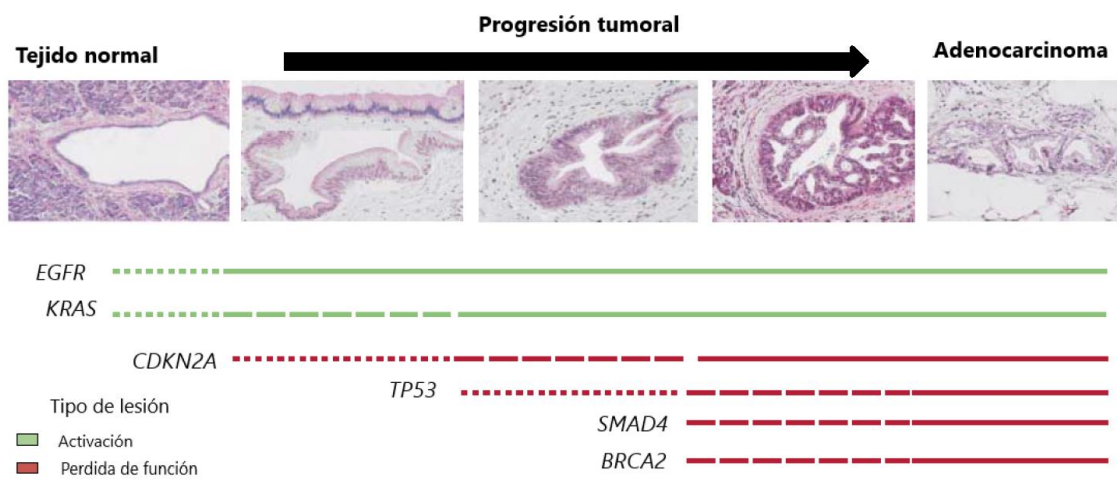 Progresión tumoral
Tejido normal
Adenocarcinoma
EGFR
KRAS
CDKN2A
TP53
SMAD4
BRCA2
Tipo de lesión
Activación
Perdida de función